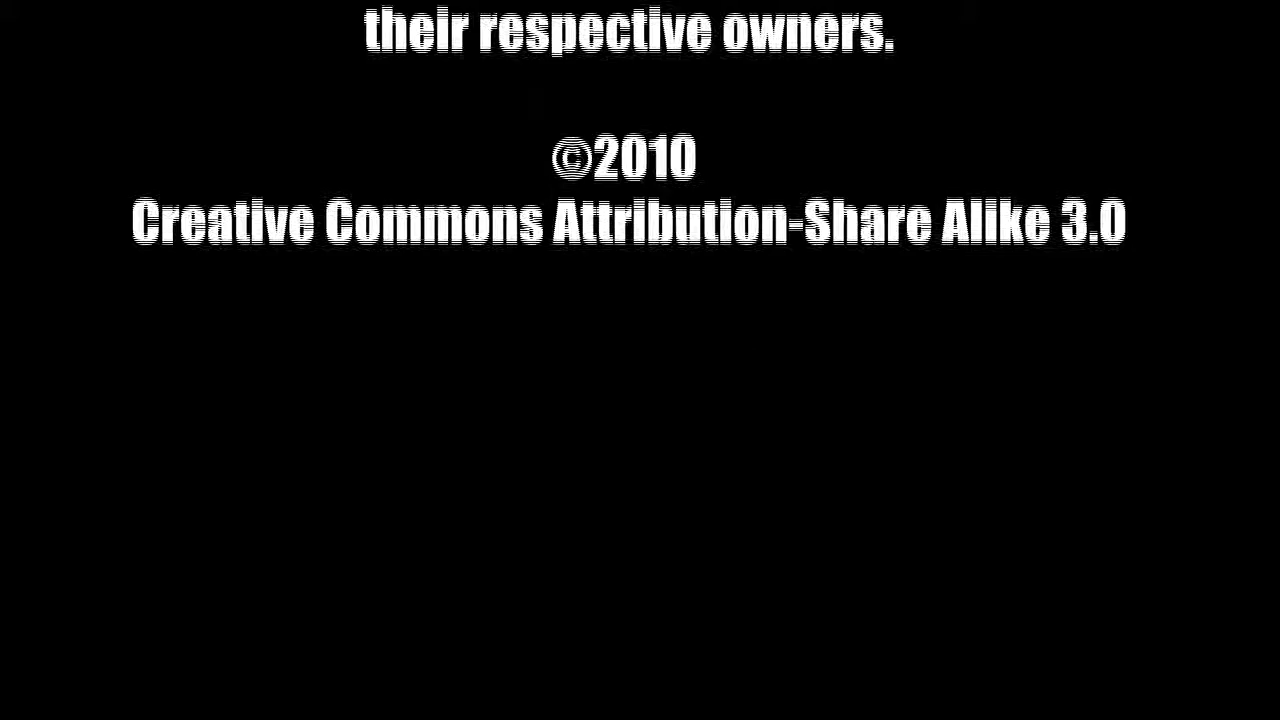 their respective owners.
©2010
Creative Commons Attribution-Share Alike 3.0